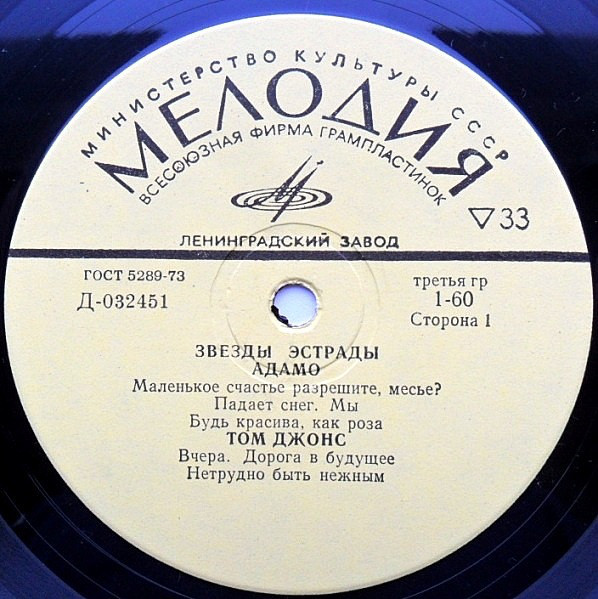 МИНИСТЕРСТВО КУЛЬТУРЫ СССР
МЕЛОДИЯ
ВСЕСОЮЗНАЯ ФИРМА ГРАМПЛАСТИНОК
▽33
ЛЕНИНГРАДСКИЙ ЗАВОД
ГОСТ 5289-73
Д-032451
третья гр
1-60
Сторона 1
ЗВЕЗДЫ ЭСТРАДЫ
АДАМО
Маленькое счастье разрешите, месье?
Падает снег. Мы
Будь красива, как роза
ТОМ ДЖОНС
Вчера. Дорога в будущее
Нетрудно быть нежным